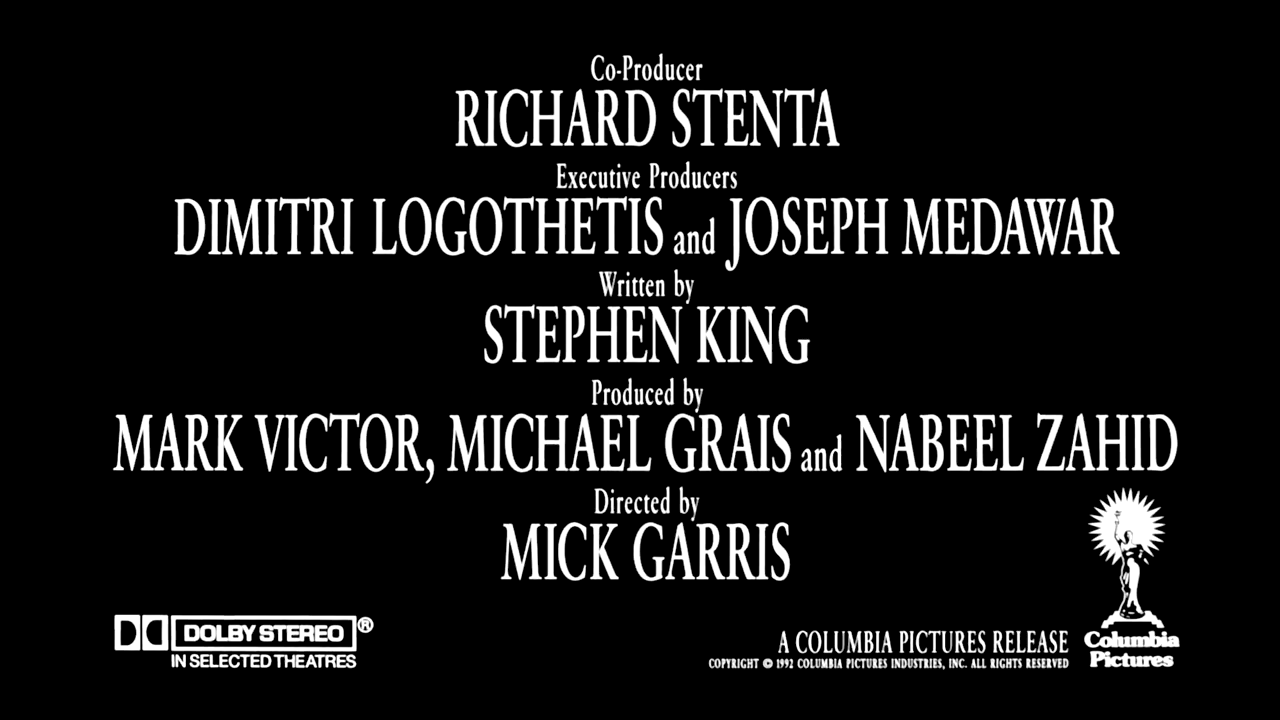 Co-Producer
RICHARD STENTA
Executive Producers
DIMITRI LOGOTHETIS and JOSEPH MEDAWAR
Written by
STEPHEN KING
Produced by
MARK VICTOR, MICHAEL GRAIS and NABEEL ZAHID
Directed by
MICK GARRIS
DOLBY STEREO ®
IN SELECTED THEATRES
A COLUMBIA PICTURES RELEASE
COPYRIGHT © 1992 COLUMBIA PICTURES INDUSTRIES, INC. ALL RIGHTS RESERVED
Columbia
Pictures